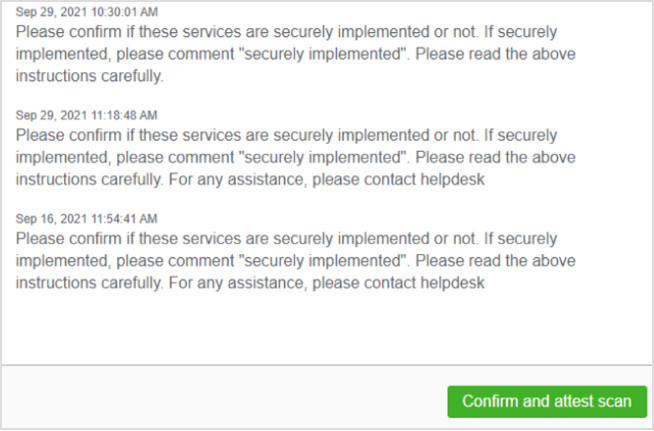 Sep 29, 2021 10:30:01 AM
Please confirm if these services are securely implemented or not. If securely
implemented, please comment "securely implemented". Please read the above
instructions carefully.
Sep 29, 2021 11:18:48 AM
Please confirm if these services are securely implemented or not. If securely
implemented, please comment "securely implemented". Please read the above
instructions carefully. For any assistance, please contact helpdesk
Sep 16, 2021 11:54:41 AM
Please confirm if these services are securely implemented or not. If securely
implemented, please comment "securely implemented". Please read the above
instructions carefully. For any assistance, please contact helpdesk
Confirm and attest scan